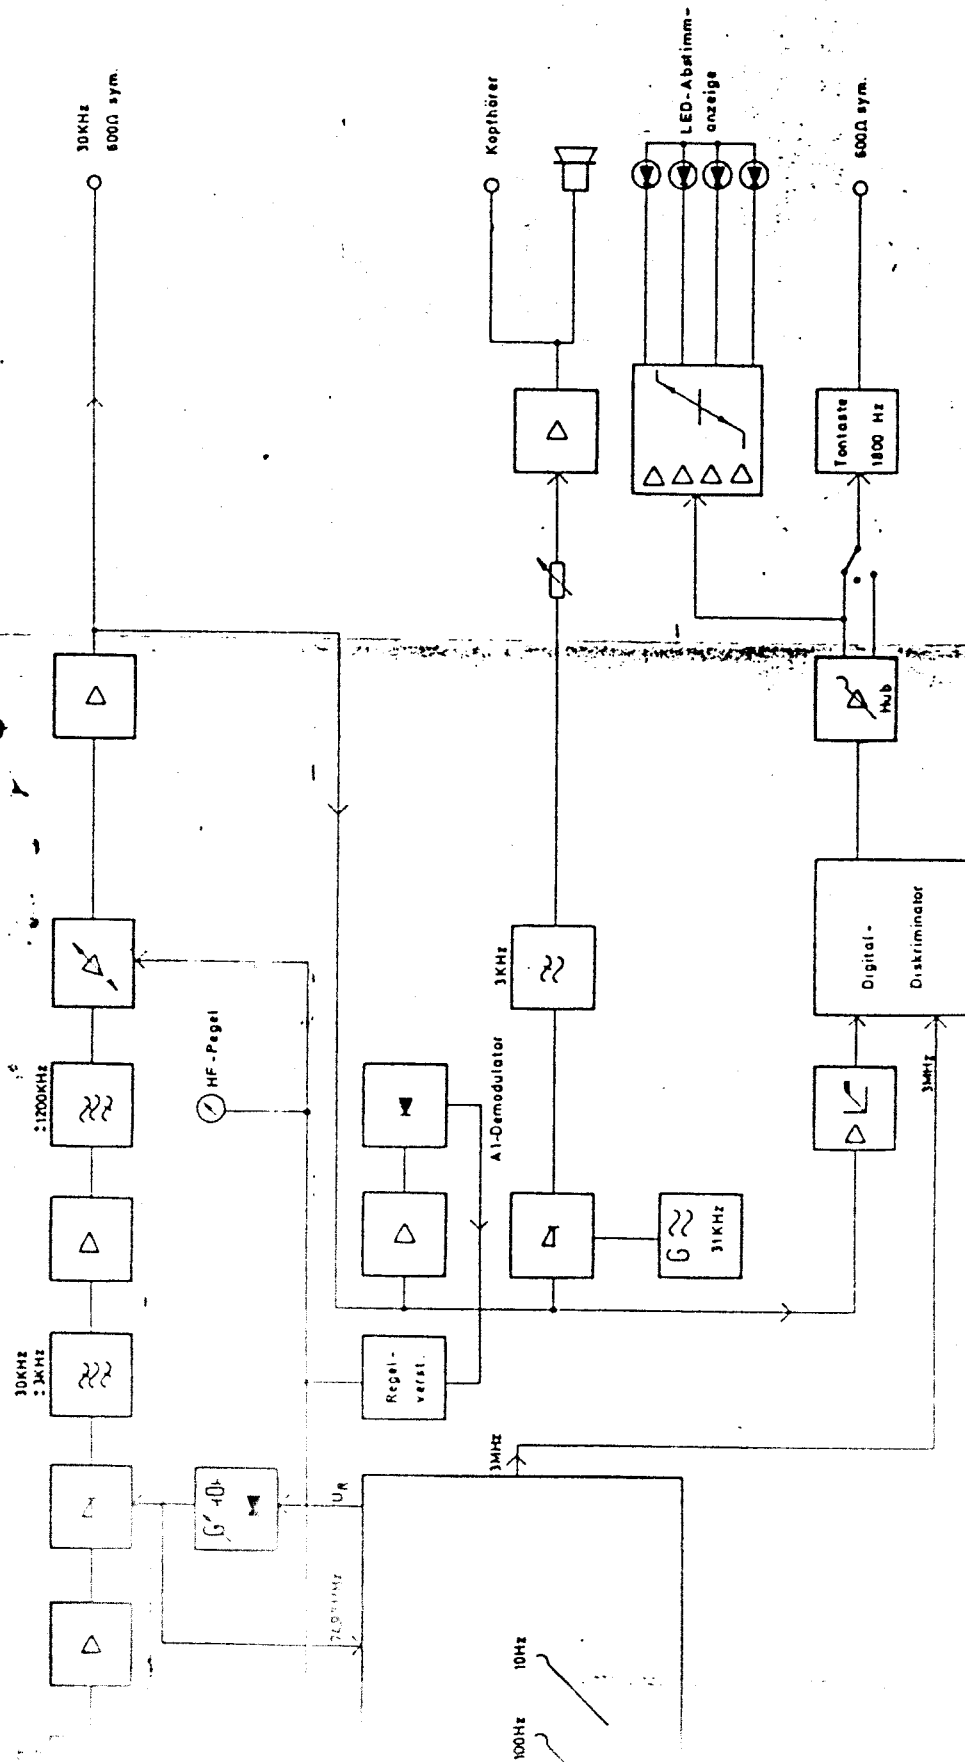 30KHz
600Ω sym.
Kopfhörer
LED-Abstimm-
anzeige
600Ω sym.
Tontaste
1800 Hz
Hub
±1200KHz
HF-Pegel
3KHz
A1-Demodulator
Digital-
Diskriminator
3MHz
G
31KHz
30KHz
±3KHz
Regel-
verst.
3MHz
G
UR
10Hz
100Hz